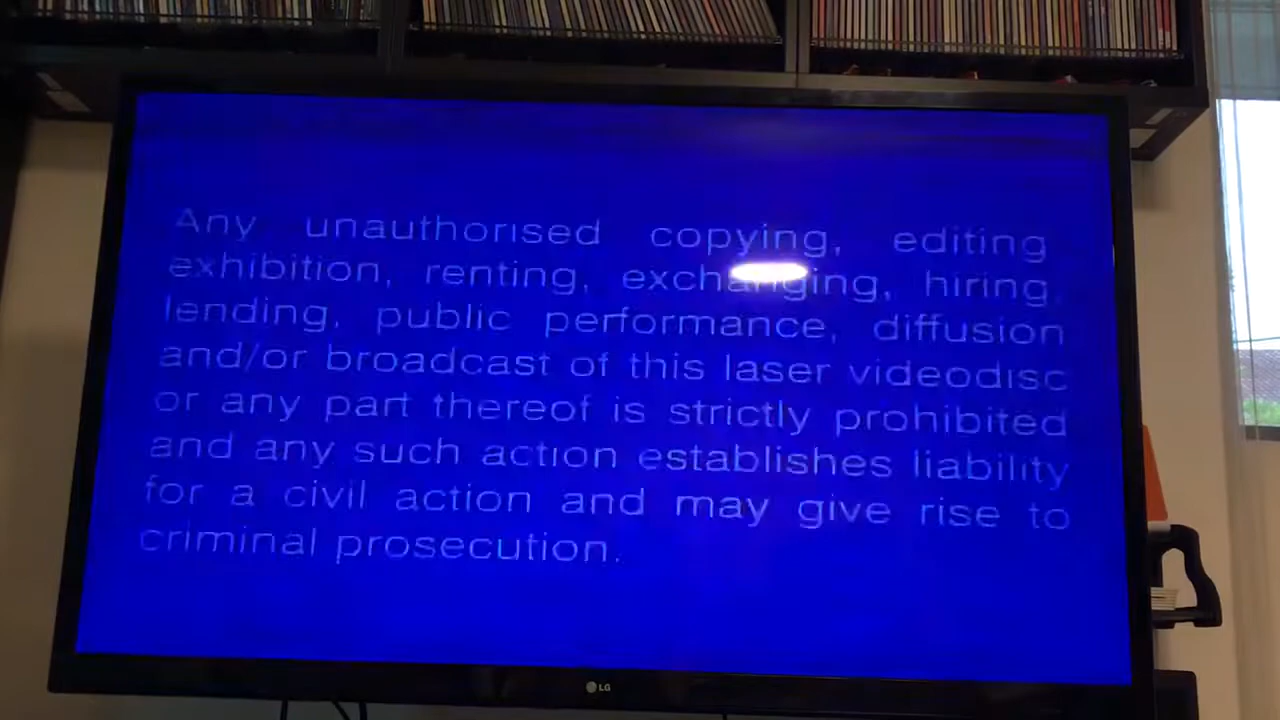 Any unauthorised copying, editing
exhibition, renting, exchanging, hiring,
lending, public performance, diffusion
and/or broadcast of this laser videodisc
or any part thereof is strictly prohibited
and any such action establishes liability
for a civil action and may give rise to
criminal prosecution.
LG